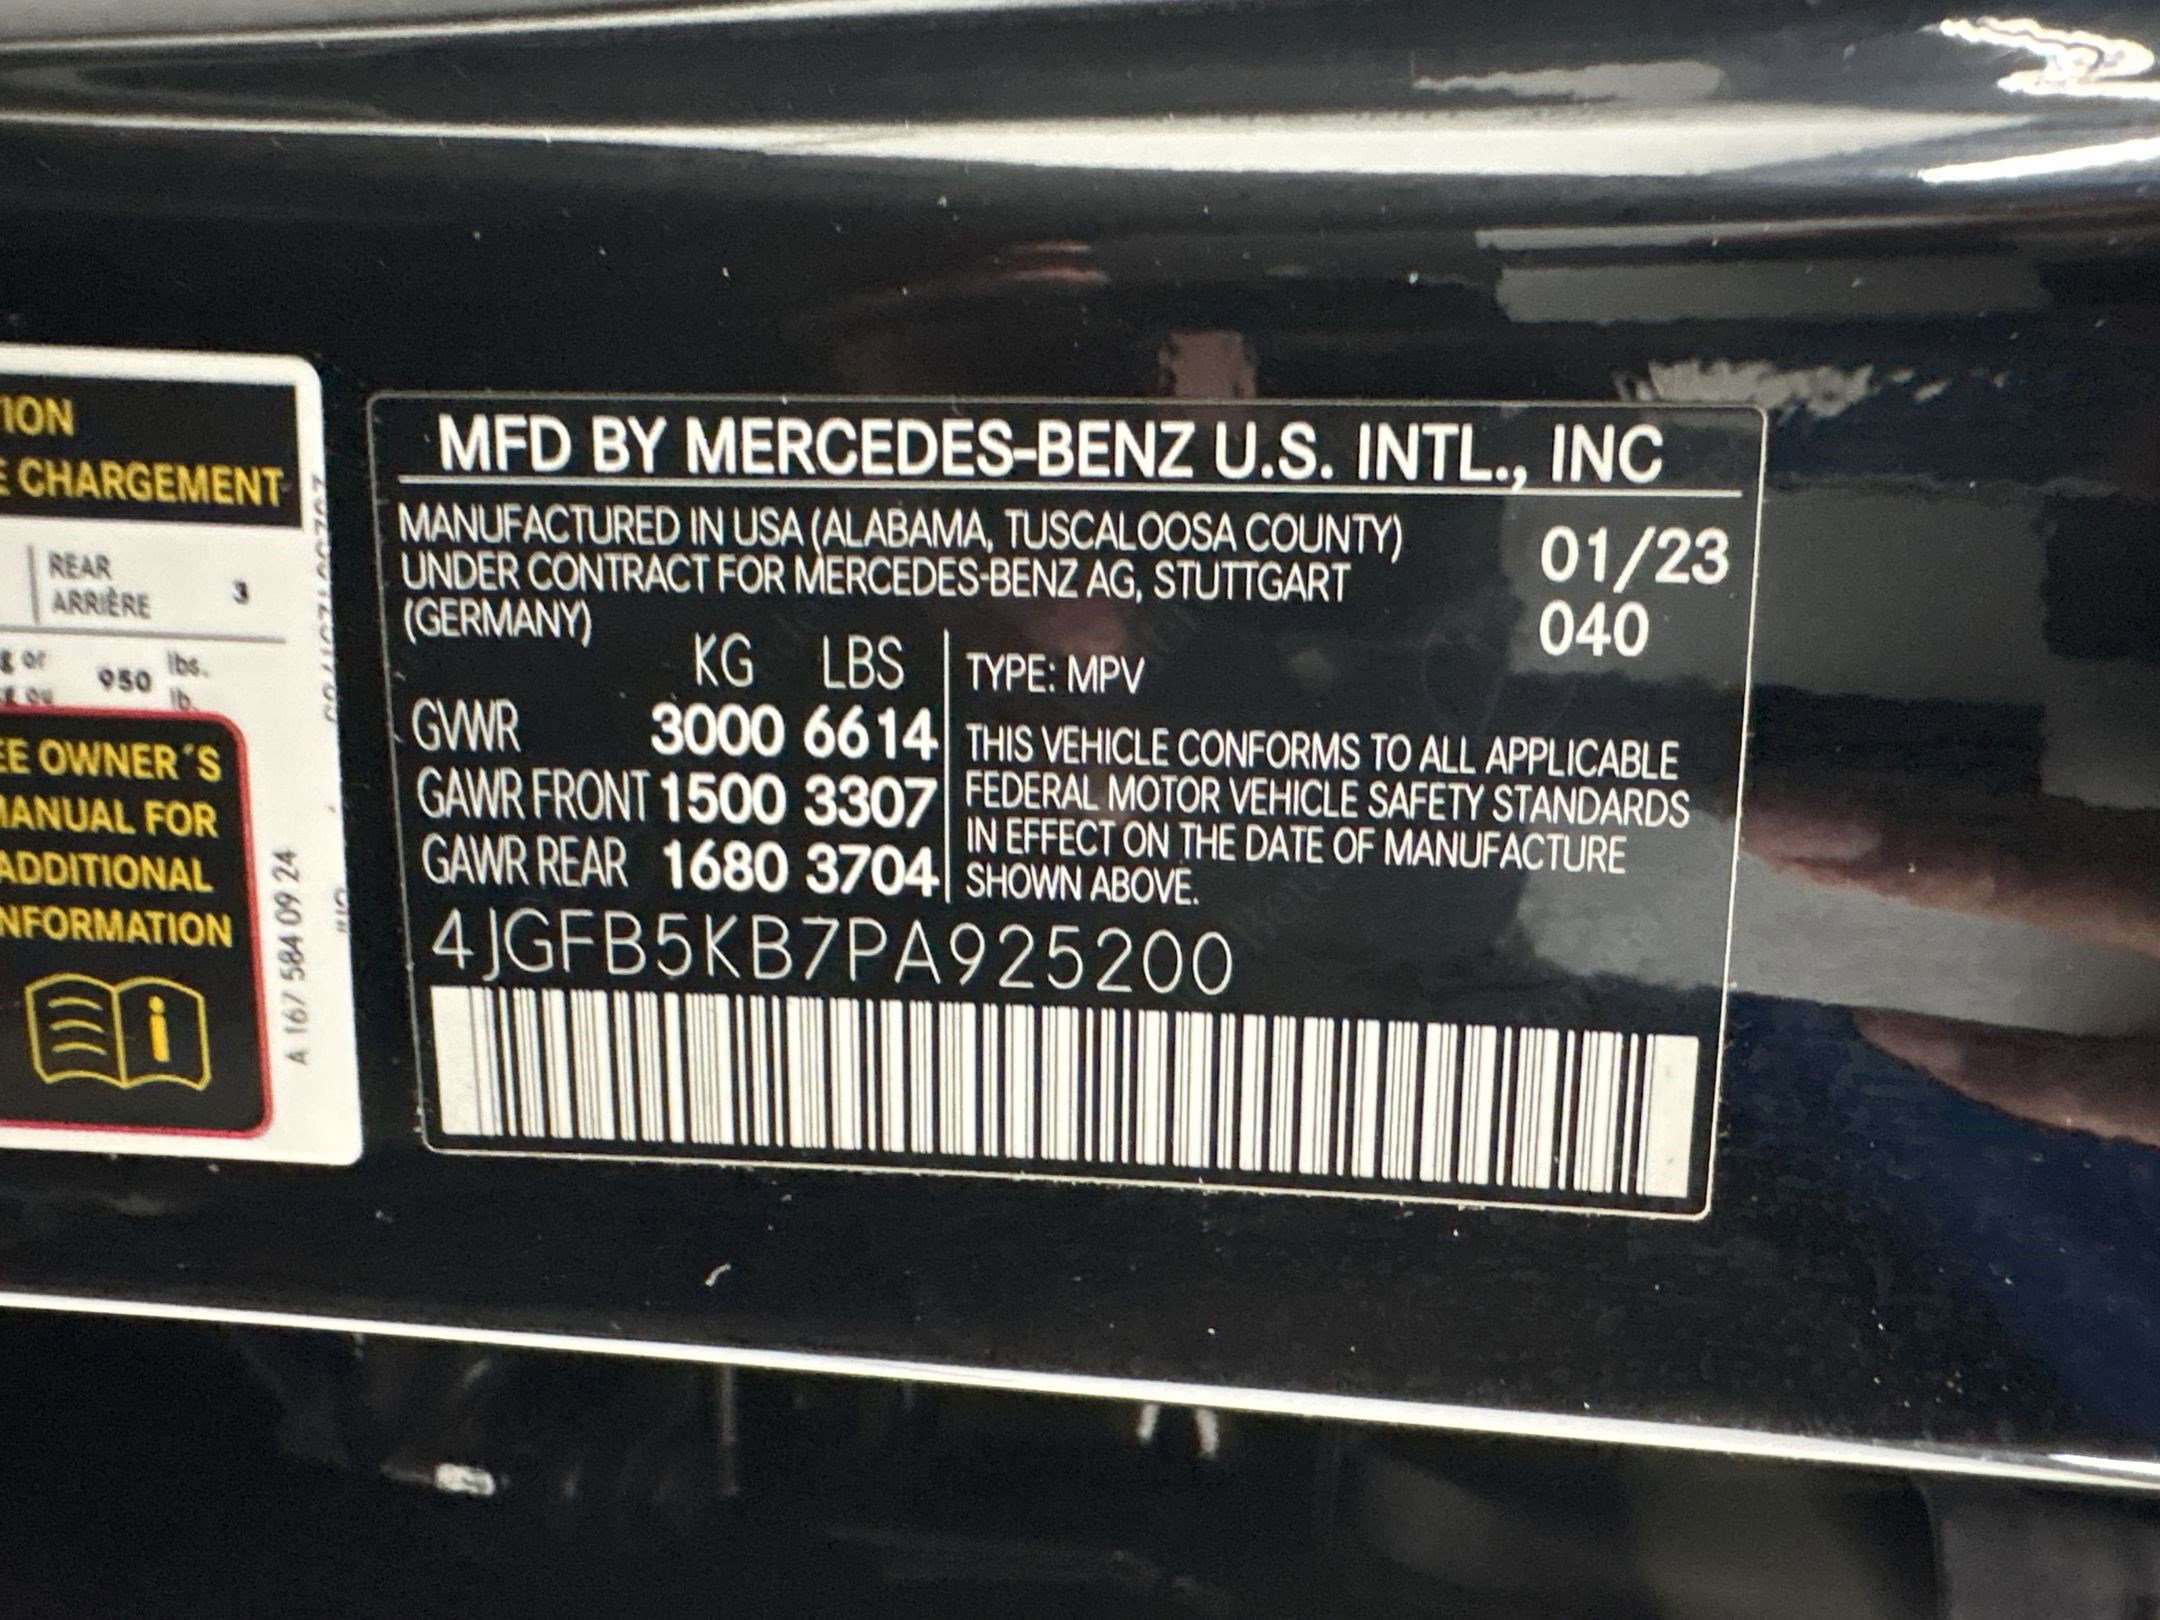 ION
E CHARGEMENT
REAR
ARRIÈRE 3
g or 950 lbs.
lb.
EE OWNER'S
MANUAL FOR
ADDITIONAL
INFORMATION
A 167 584 09 24
MFD BY MERCEDES-BENZ U.S. INTL., INC
MANUFACTURED IN USA (ALABAMA, TUSCALOOSA COUNTY)
UNDER CONTRACT FOR MERCEDES-BENZ AG, STUTTGART
(GERMANY)
01/23
040
KG LBS
GVWR 3000 6614
GAWR FRONT 1500 3307
GAWR REAR 1680 3704
TYPE: MPV
THIS VEHICLE CONFORMS TO ALL APPLICABLE
FEDERAL MOTOR VEHICLE SAFETY STANDARDS
IN EFFECT ON THE DATE OF MANUFACTURE
SHOWN ABOVE.
4JGFB5KB7PA925200